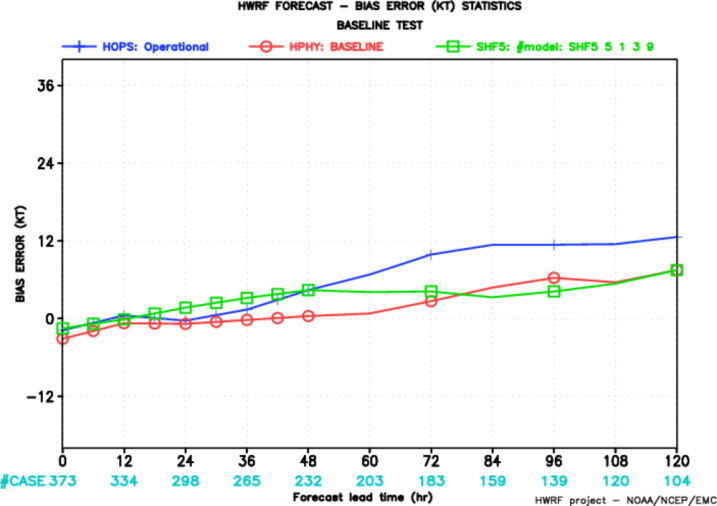 HWRF FORECAST – BIAS ERROR (KT) STATISTICS
BASELINE TEST
HOPS: Operational HPHY: BASELINE SHF5: #model: SHF5 5 1 3 9
36
24
12
0
−12
BIAS ERROR (KT)
0 12 24 36 48 60 72 84 96 108 120
#CASE 373 334 298 265 232 203 183 159 139 120 104
Forecast lead time (hr)
HWRF project – NOAA/NCEP/EMC